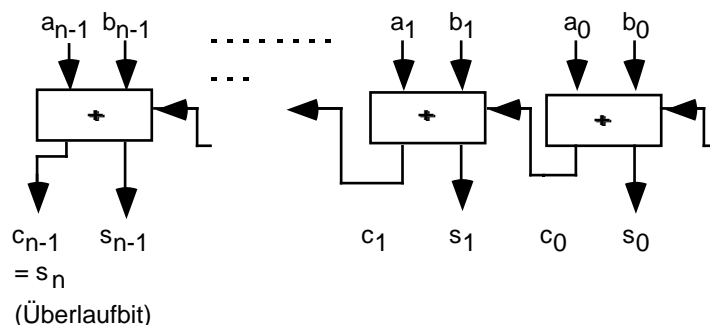 a_{n-1} b_{n-1} a_1 b_1 a_0 b_0
+ + +
c_{n-1} s_{n-1} c_1 s_1 c_0 s_0
= s_n
(Überlaufbit)